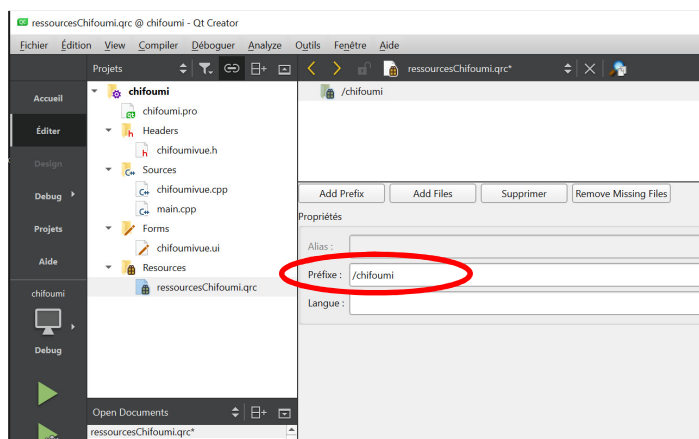 ressourcesChifoumi.qrc @ chifoumi - Qt Creator
Fichier Édition View Compiler Déboguer Analyze Outils Fenêtre Aide
Projets
ressourcesChifoumi.qrc*
Accueil
Éditer
Design
Debug
Projets
Aide
chifoumi
Debug
chifoumi
chifoumi.pro
Headers
chifoumivue.h
Sources
chifoumivue.cpp
main.cpp
Forms
chifoumivue.ui
Resources
ressourcesChifoumi.qrc
Open Documents
ressourcesChifoumi.qrc*
/chifoumi
Add Prefix Add Files Supprimer Remove Missing Files
Propriétés
Alias :
Préfixe : /chifoumi
Langue :